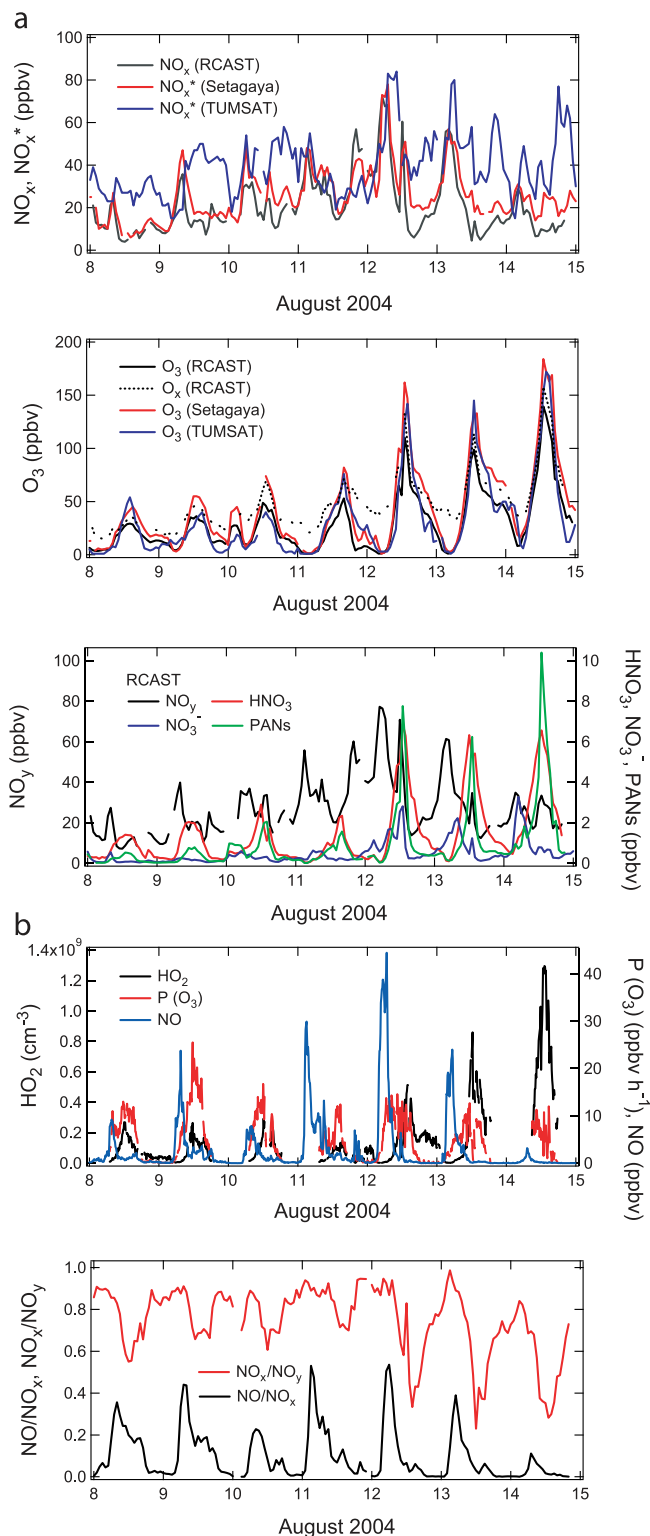 a
NOx, NOx* (ppbv)
100
80
60
40
20
0
NOx (RCAST)
NOx* (Setagaya)
NOx* (TUMSAT)
8 9 10 11 12 13 14 15
August 2004
O3 (ppbv)
200
150
100
50
0
O3 (RCAST)
Ox (RCAST)
O3 (Setagaya)
O3 (TUMSAT)
8 9 10 11 12 13 14 15
August 2004
NOy (ppbv)
100
80
60
40
20
0
RCAST
NOy HNO3
NO3- PANs
10
8
6
4
2
0
HNO3, NO3-, PANs (ppbv)
8 9 10 11 12 13 14 15
August 2004
b
HO2 (cm-3)
1.4x10^9
1.2
1.0
0.8
0.6
0.4
0.2
0.0
HO2
P (O3)
NO
40
30
20
10
0
P (O3) (ppbv h-1), NO (ppbv)
8 9 10 11 12 13 14 15
August 2004
NO/NOx, NOx/NOy
1.0
0.8
0.6
0.4
0.2
0.0
NOx/NOy
NO/NOx
8 9 10 11 12 13 14 15
August 2004